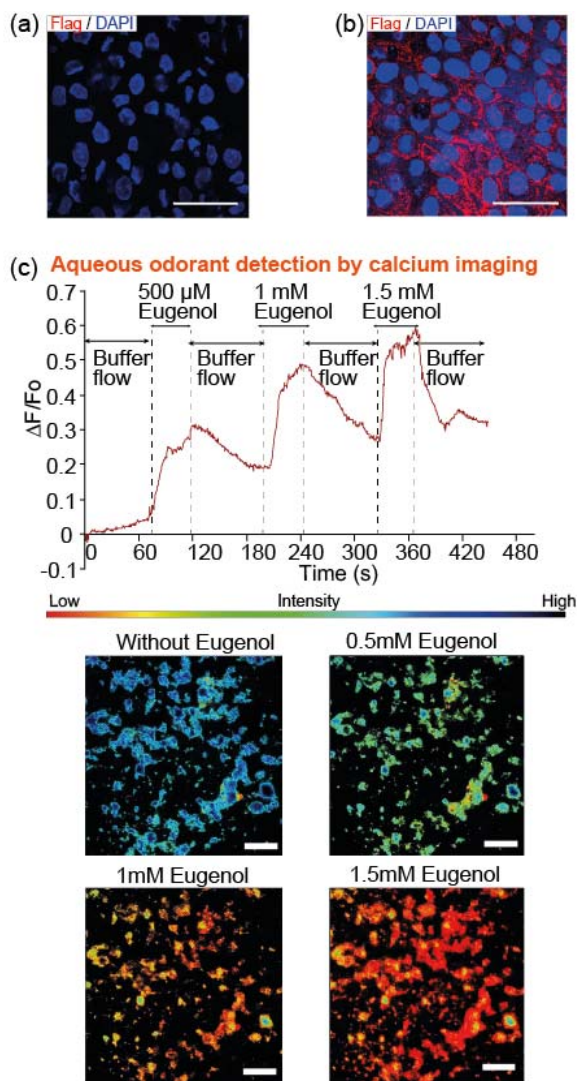 (a)
Flag / DAPI
(b)
Flag / DAPI
(c) Aqueous odorant detection by calcium imaging
0.7
0.6
0.5
0.4
0.3
0.2
0.1
0
-0.1
ΔF/Fo
500 µM
Eugenol
1 mM
Eugenol
1.5 mM
Eugenol
Buffer
flow
Buffer
flow
Buffer
flow
Buffer
flow
0 60 120 180 240 300 360 420 480
Time (s)
Low Intensity High
Without Eugenol
0.5mM Eugenol
1mM Eugenol
1.5mM Eugenol